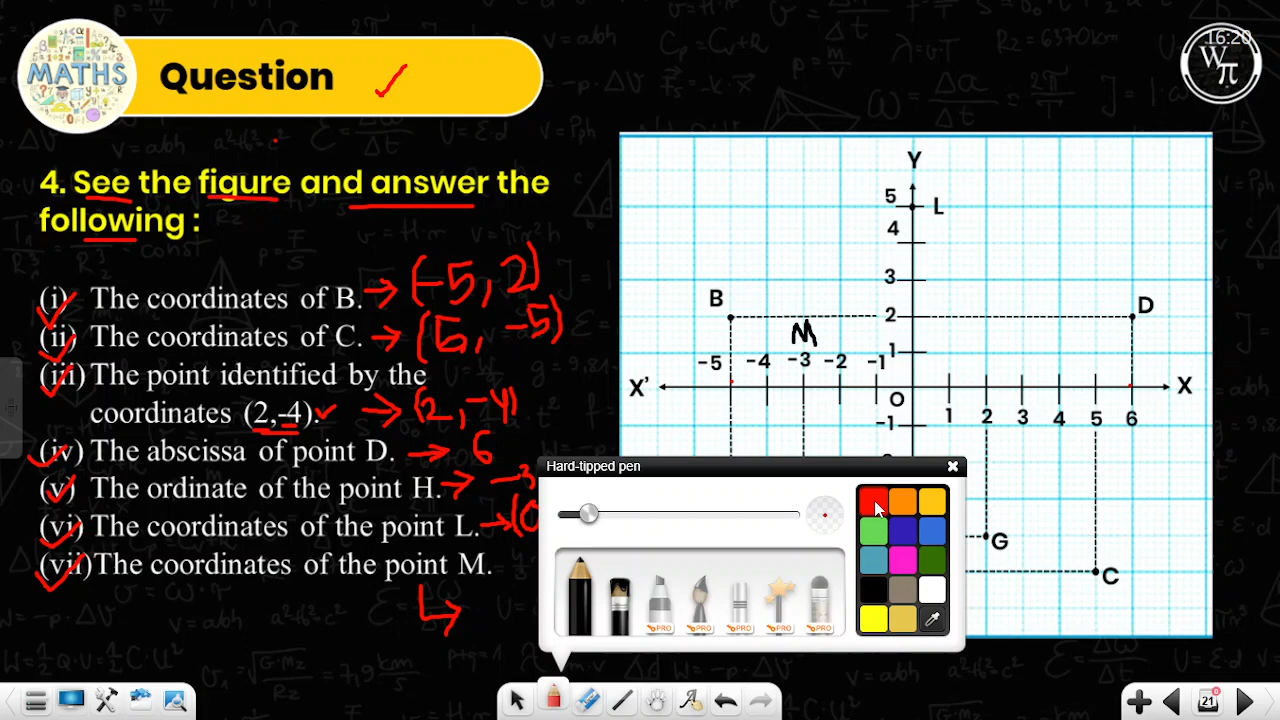 MATHS
Question
16:20
W π
4. See the figure and answer the
following :
(i) The coordinates of B. → (-5, 2)
(ii) The coordinates of C. → (5, -5)
(iii) The point identified by the
coordinates (2,-4). → (2, -4)
(iv) The abscissa of point D. → 6
(v) The ordinate of the point H. → -3
(vi) The coordinates of the point L. → (0
(vii)The coordinates of the point M.
Y
5 L
4
3
B D
2
M
1
-5 -4 -3 -2 -1
X' X
O
1 2 3 4 5 6
-1
G
C
Hard-tipped pen
PRO PRO PRO PRO PRO
21